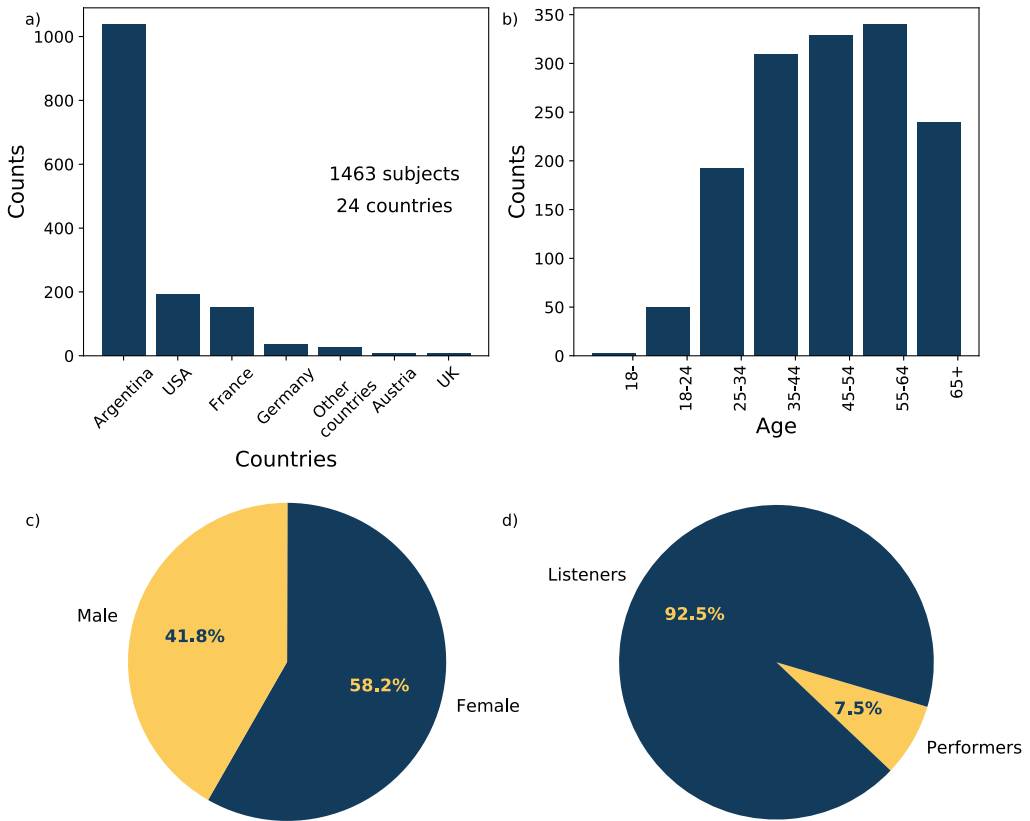 a)
1000
800
600
400
200
0
Counts
1463 subjects
24 countries
Argentina
USA
France
Germany
Other
countries
Austria
UK
Countries
b)
350
300
250
200
150
100
50
0
Counts
18-
18-24
25-34
35-44
45-54
55-64
65+
Age
c)
Male
41.8%
58.2%
Female
d)
Listeners
92.5%
7.5%
Performers